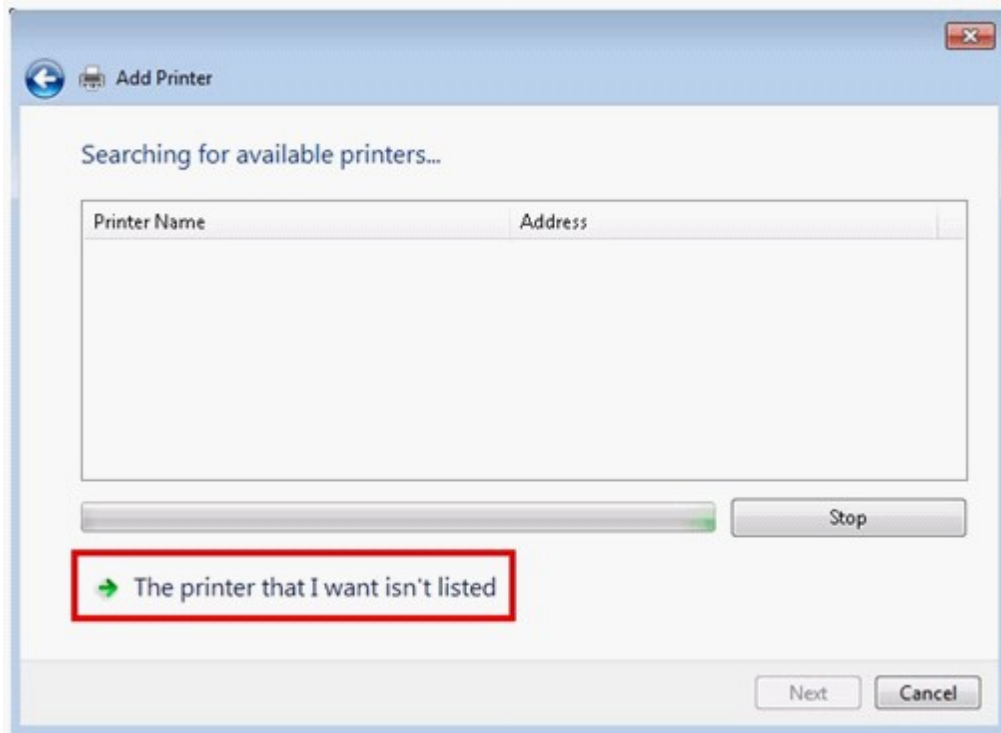 Add Printer
Searching for available printers...
Printer Name Address
Stop
The printer that I want isn't listed
Next Cancel